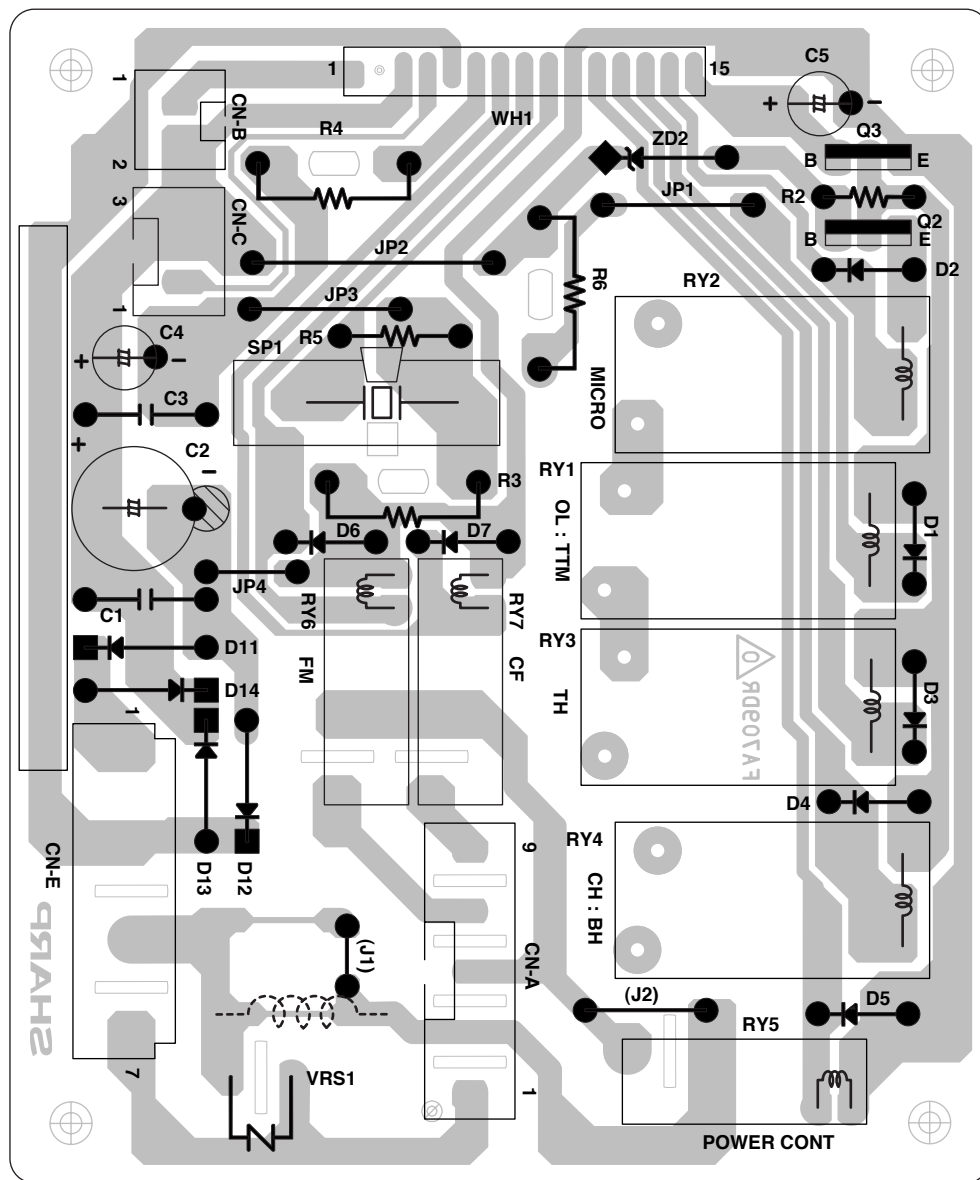 1
15
C5
+
-
1
CN-B
2
WH1
R4
Q3
B
E
ZD2
3
CN-C
1
JP1
R2
Q2
B
E
JP2
D2
R6
RY2
MICRO
JP3
C4
+
-
R5
SP1
C3
+
C2
-
R3
RY1
OL : TTM
D1
D6
D7
JP4
C1
RY6
FM
RY7
CF
D11
D14
RY3
TH
D3
FA7O9DR
O
1
CN-E
7
D13
D12
D4
RY4
CH : BH
9
CN-A
1
SHARP
(J1)
(J2)
D5
RY5
VRS1
POWER CONT